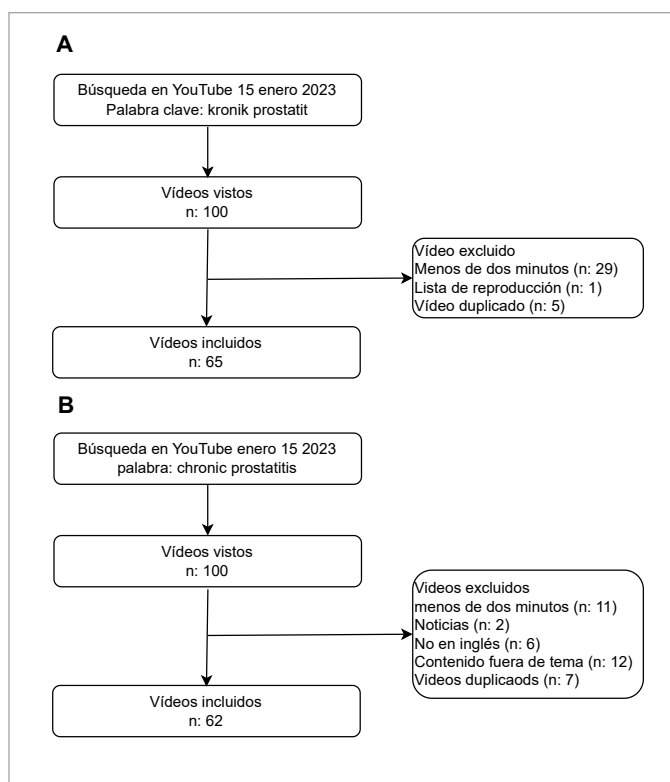 A
Búsqueda en YouTube 15 enero 2023
Palabra clave: kronik prostatit
Vídeos vistos
n: 100
Vídeo excluido
Menos de dos minutos (n: 29)
Lista de reproducción (n: 1)
Vídeo duplicado (n: 5)
Vídeos incluidos
n: 65
B
Búsqueda en YouTube enero 15 2023
palabra: chronic prostatitis
Vídeos vistos
n: 100
Videos excluidos
menos de dos minutos (n: 11)
Noticias (n: 2)
No en inglés (n: 6)
Contenido fuera de tema (n: 12)
Videos duplicaods (n: 7)
Vídeos incluidos
n: 62